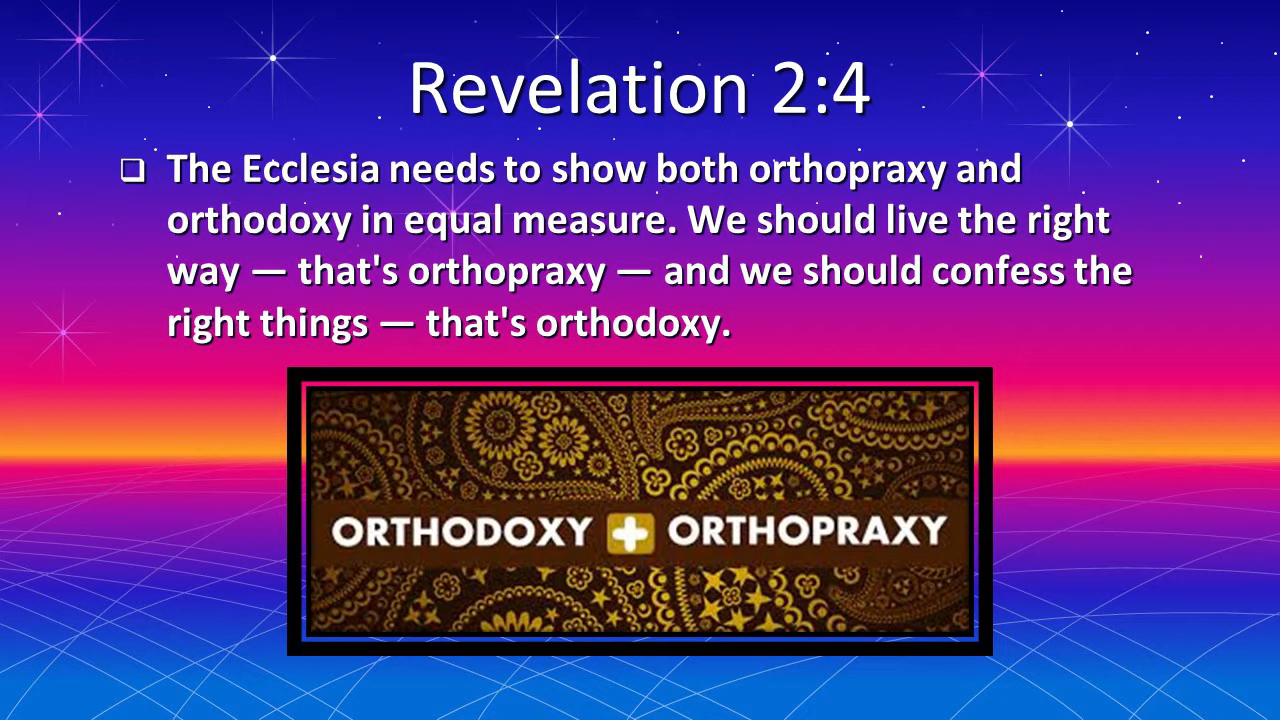 Revelation 2:4
❑ The Ecclesia needs to show both orthopraxy and
orthodoxy in equal measure. We should live the right
way — that's orthopraxy — and we should confess the
right things — that's orthodoxy.
ORTHODOXY + ORTHOPRAXY